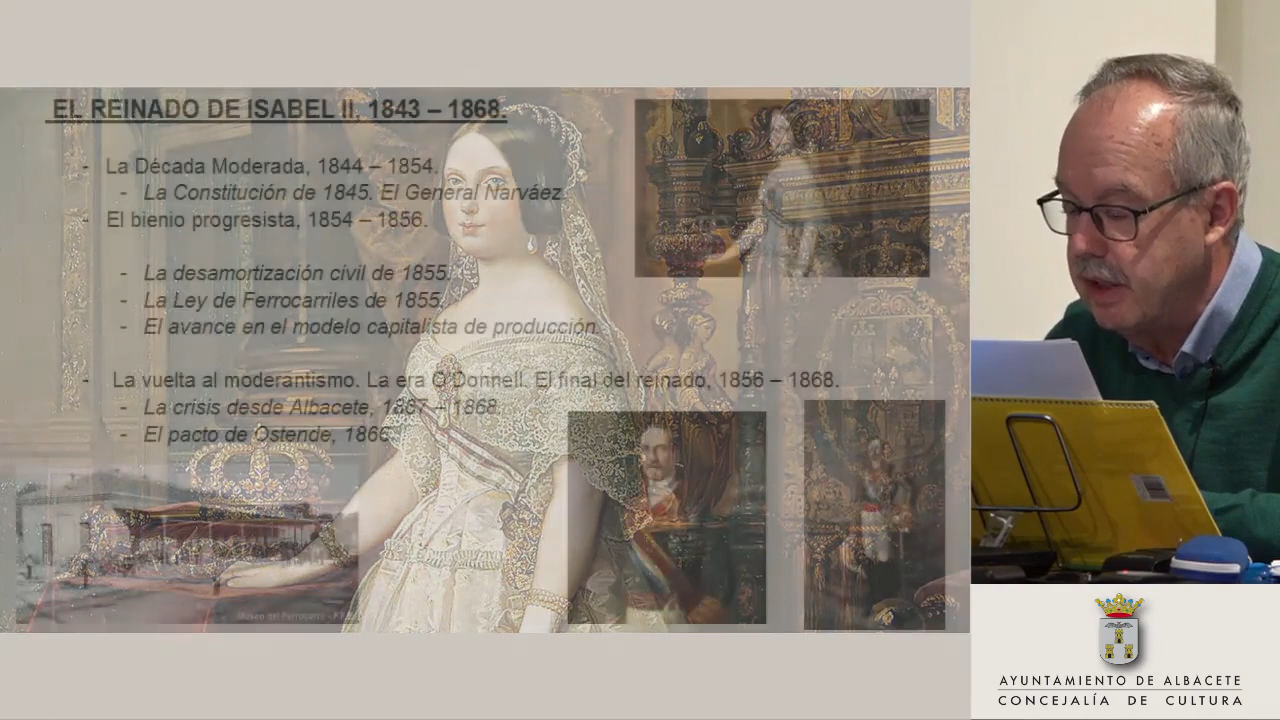 EL REINADO DE ISABEL II. 1843 – 1868.
- La Década Moderada, 1844 – 1854.
- La Constitución de 1845. El General Narváez.
- El bienio progresista, 1854 – 1856.
- La desamortización civil de 1855.
- La Ley de Ferrocarriles de 1855.
- El avance en el modelo capitalista de producción.
- La vuelta al moderantismo. La era O'Donnell. El final del reinado, 1856 – 1868.
- La crisis desde Albacete, 1867 – 1868.
- El pacto de Ostende, 1866.
Museo del Ferrocarril
AYUNTAMIENTO DE ALBACETE
CONCEJALÍA DE CULTURA